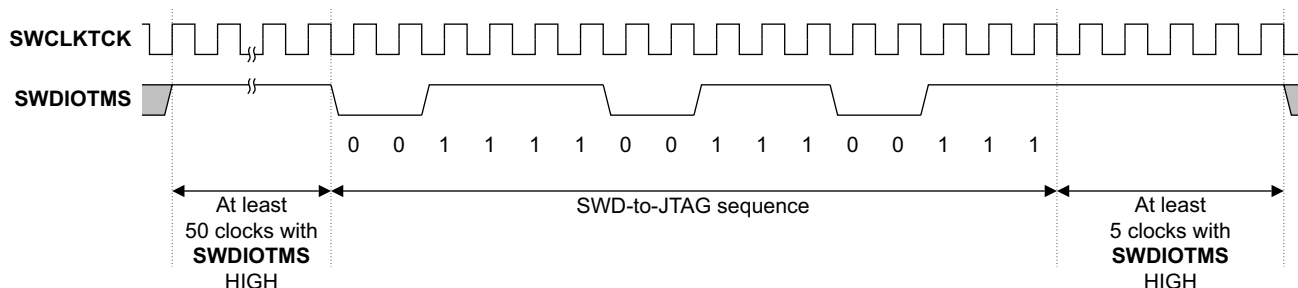 SWCLKTCK
SWDIOTMS
0 0 1 1 1 1 0 0 1 1 1 0 0 1 1 1
At least
50 clocks with
SWDIOTMS
HIGH
SWD-to-JTAG sequence
At least
5 clocks with
SWDIOTMS
HIGH